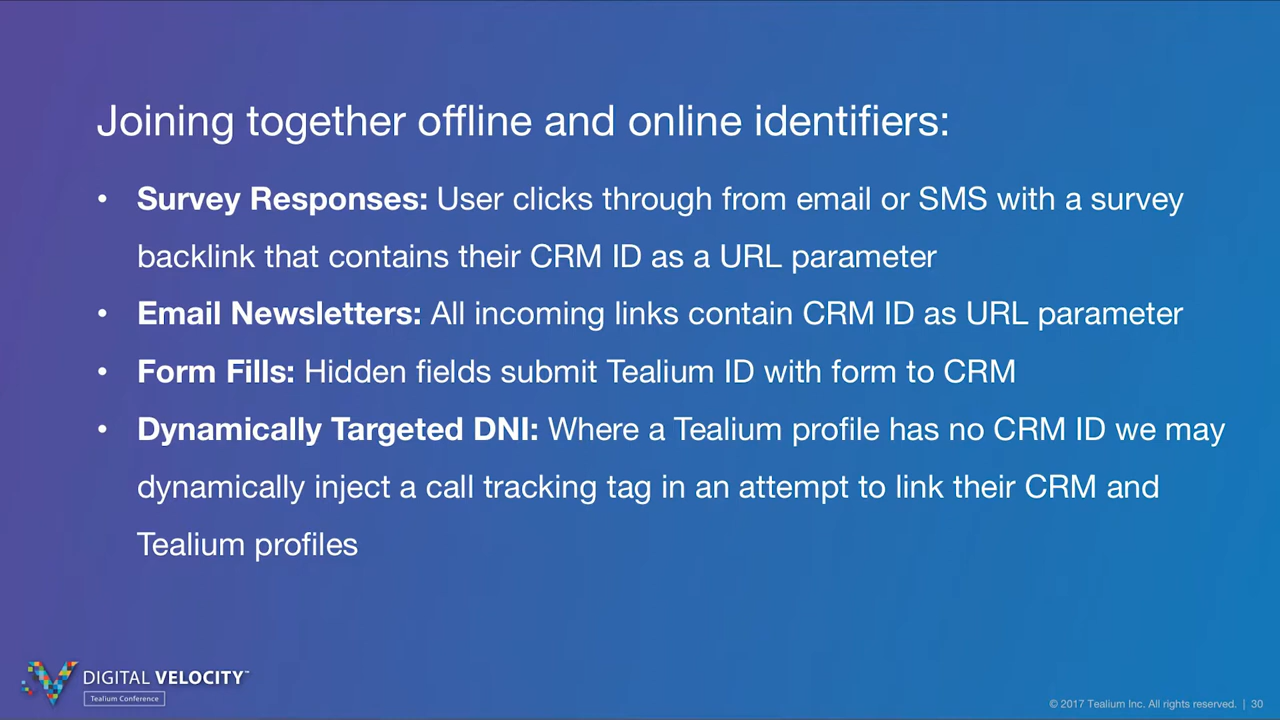 Joining together offline and online identifiers:
• Survey Responses: User clicks through from email or SMS with a survey
backlink that contains their CRM ID as a URL parameter
• Email Newsletters: All incoming links contain CRM ID as URL parameter
• Form Fills: Hidden fields submit Tealium ID with form to CRM
• Dynamically Targeted DNI: Where a Tealium profile has no CRM ID we may
dynamically inject a call tracking tag in an attempt to link their CRM and
Tealium profiles
DIGITAL VELOCITY™
Tealium Conference
© 2017 Tealium Inc. All rights reserved. | 30